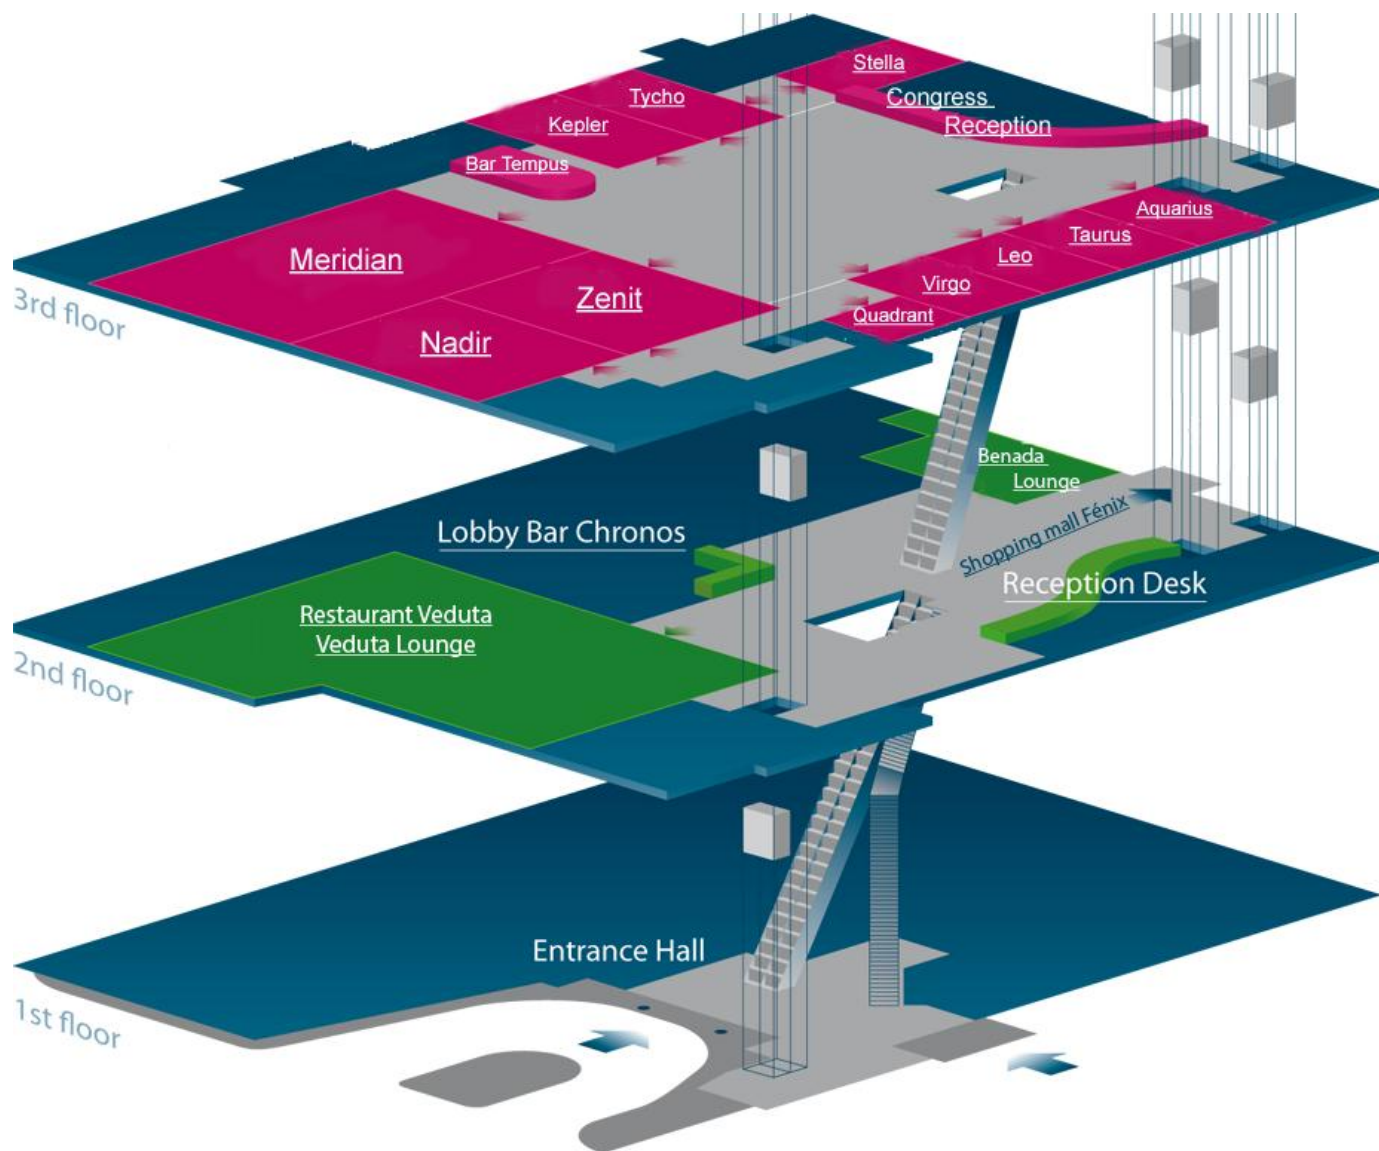 Stella
Tycho
Congress
Reception
Kepler
Bar Tempus
Aquarius
Taurus
Meridian
Leo
Virgo
Zenit
Quadrant
Nadir
3rd floor
Benada
Lounge
Shopping mall Fénix
Lobby Bar Chronos
Reception Desk
Restaurant Veduta
Veduta Lounge
2nd floor
Entrance Hall
1st floor